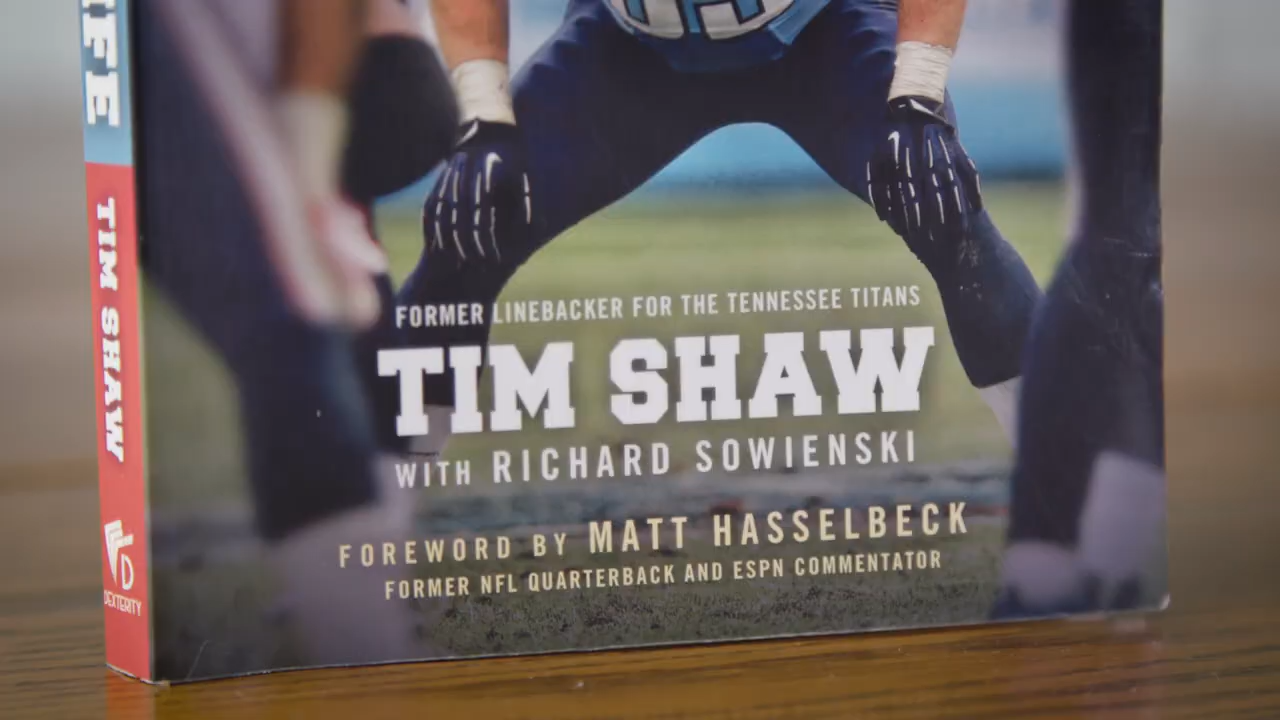 IFE
TIM SHAW
DEXTERITY
FORMER LINEBACKER FOR THE TENNESSEE TITANS
TIM SHAW
WITH RICHARD SOWIENSKI
FOREWORD BY MATT HASSELBECK
FORMER NFL QUARTERBACK AND ESPN COMMENTATOR